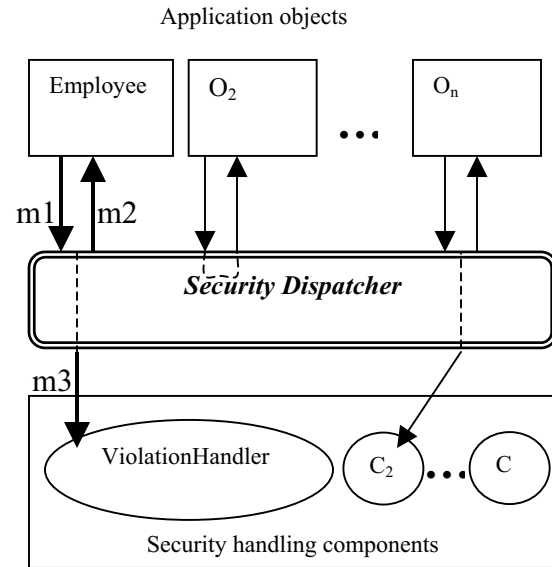 Application objects
Employee
O₂
Oₙ
m1
m2
Security Dispatcher
m3
ViolationHandler
C₂
C
Security handling components